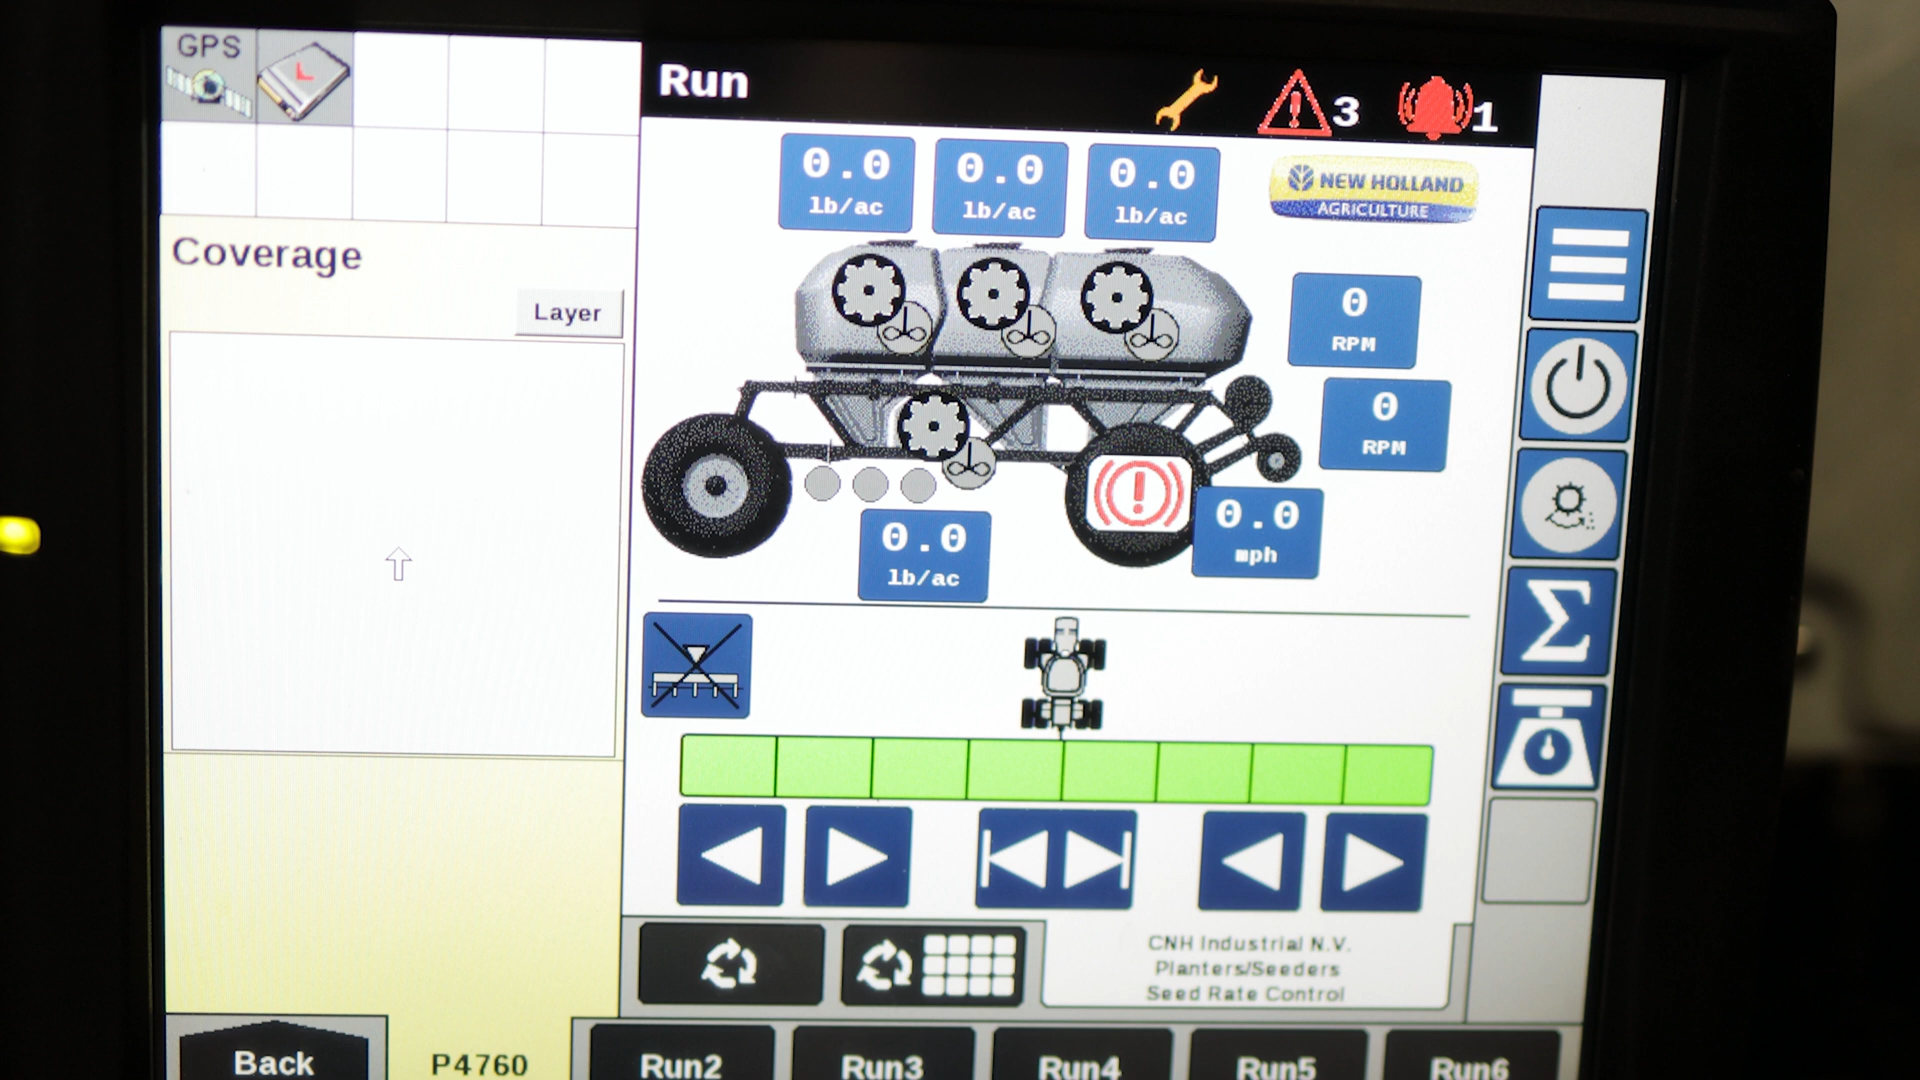 GPS
Run
3
1
0.0
lb/ac
0.0
lb/ac
0.0
lb/ac
NEW HOLLAND
AGRICULTURE
Coverage
Layer
0
RPM
0
RPM
0.0
mph
0.0
lb/ac
CNH Industrial N.V.
Planters/Seeders
Seed Rate Control
Back
P4760
Run2
Run3
Run4
Run5
Run6